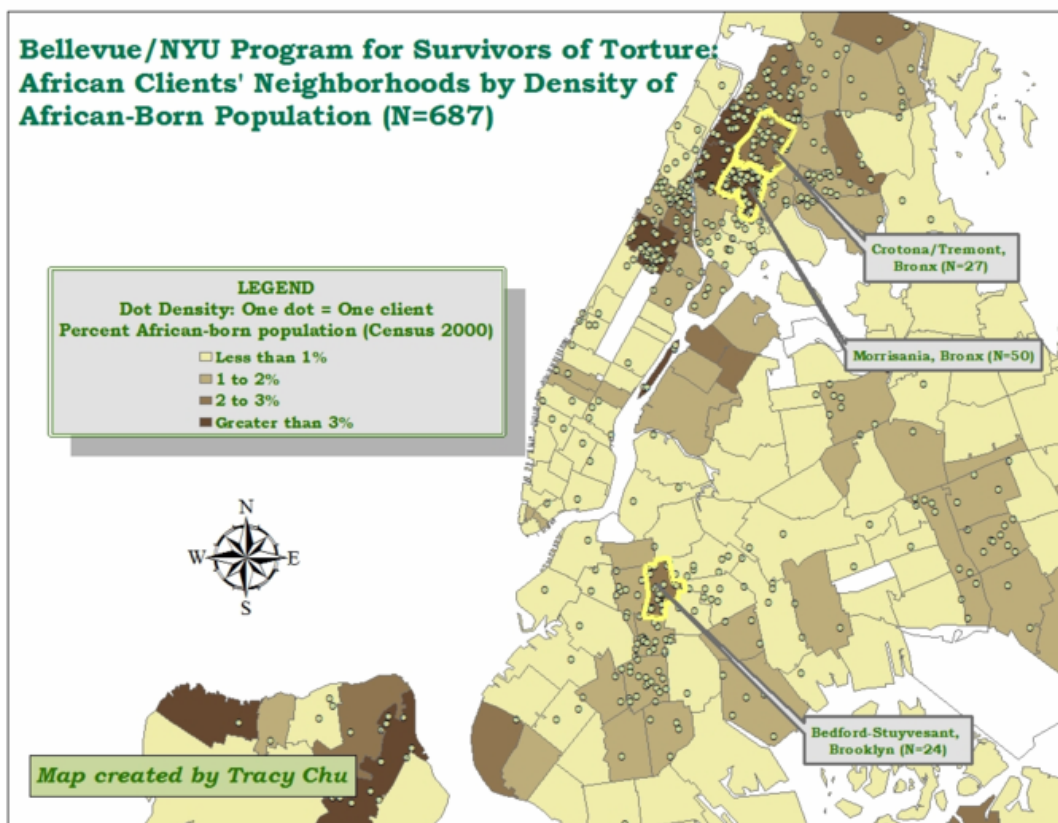 Bellevue/NYU Program for Survivors of Torture:
African Clients' Neighborhoods by Density of
African-Born Population (N=687)
Crotona/Tremont,
Bronx (N=27)
LEGEND
Dot Density: One dot = One client
Percent African-born population (Census 2000)
Less than 1%
1 to 2%
2 to 3%
Greater than 3%
Morrisania, Bronx (N=50)
N
W
E
S
Bedford-Stuyvesant,
Brooklyn (N=24)
Map created by Tracy Chu